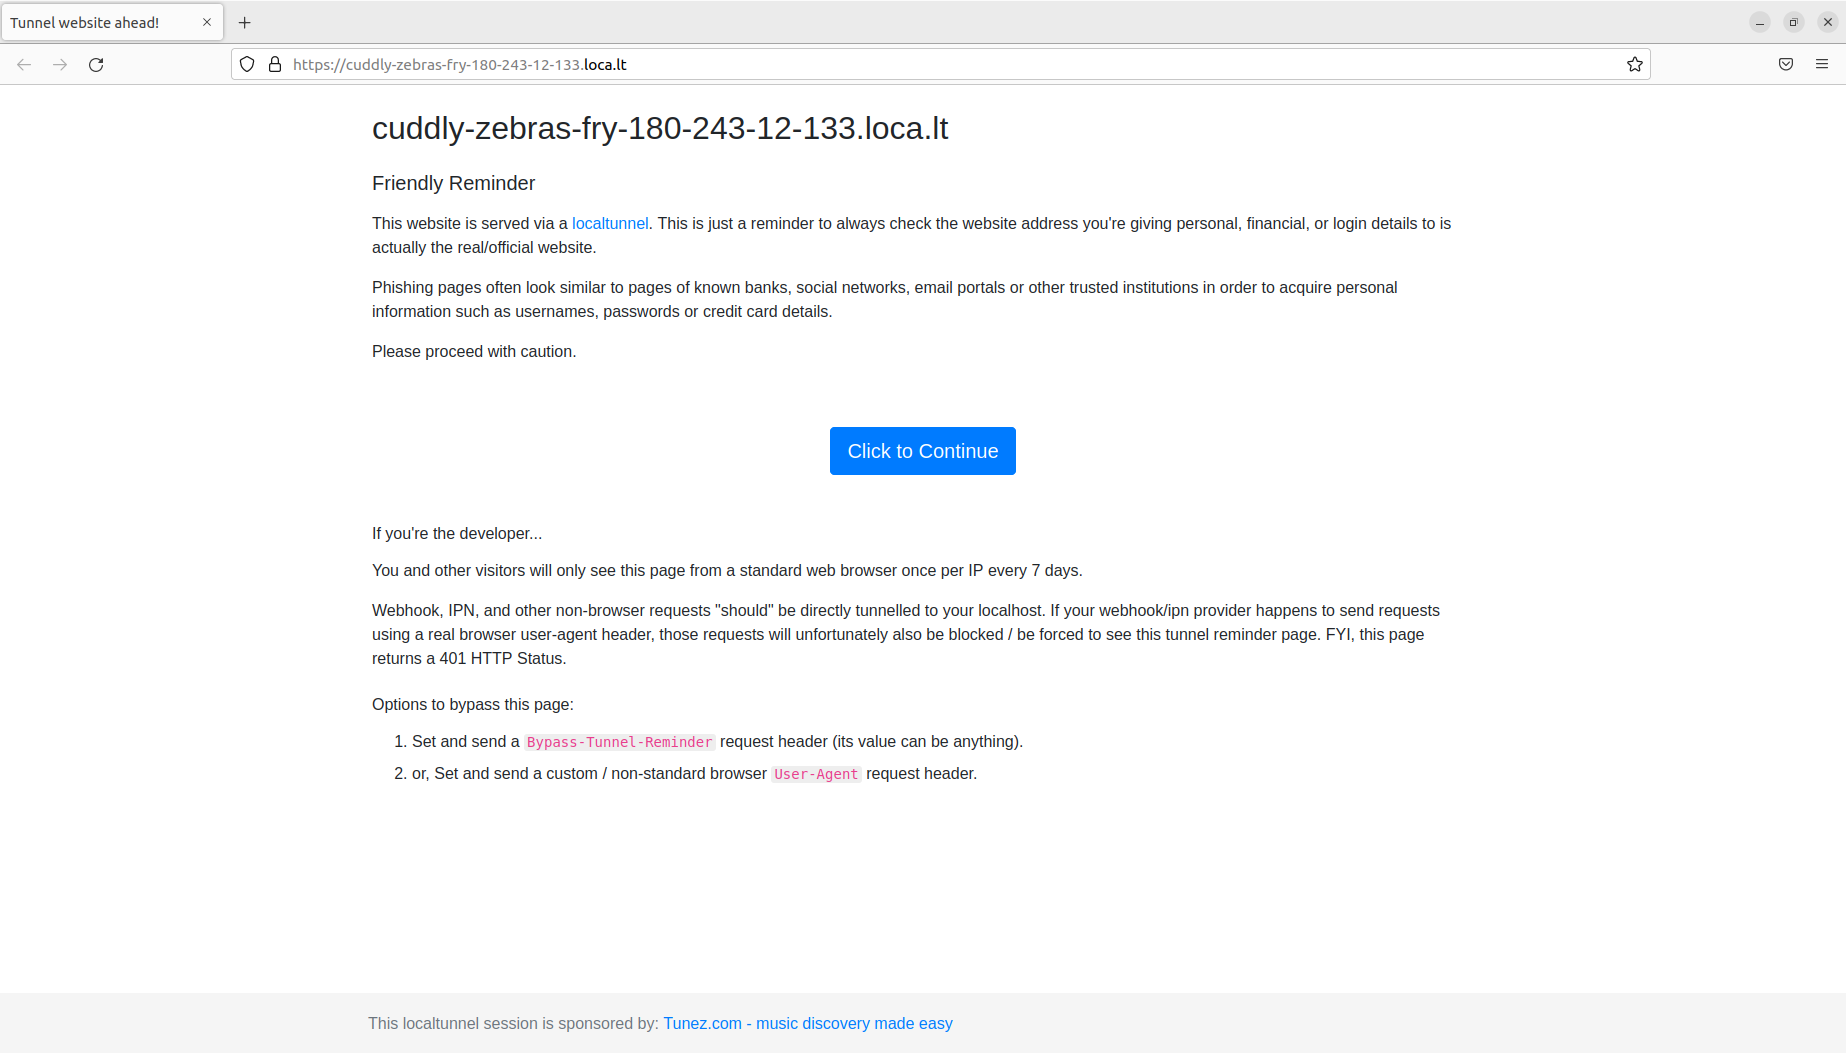 Tunnel website ahead!
https://cuddly-zebras-fry-180-243-12-133.loca.lt
cuddly-zebras-fry-180-243-12-133.loca.lt
Friendly Reminder
This website is served via a localtunnel. This is just a reminder to always check the website address you're giving personal, financial, or login details to is
actually the real/official website.
Phishing pages often look similar to pages of known banks, social networks, email portals or other trusted institutions in order to acquire personal
information such as usernames, passwords or credit card details.
Please proceed with caution.
Click to Continue
If you're the developer...
You and other visitors will only see this page from a standard web browser once per IP every 7 days.
Webhook, IPN, and other non-browser requests "should" be directly tunnelled to your localhost. If your webhook/ipn provider happens to send requests
using a real browser user-agent header, those requests will unfortunately also be blocked / be forced to see this tunnel reminder page. FYI, this page
returns a 401 HTTP Status.
Options to bypass this page:
1. Set and send a Bypass-Tunnel-Reminder request header (its value can be anything).
2. or, Set and send a custom / non-standard browser User-Agent request header.
This localtunnel session is sponsored by: Tunez.com - music discovery made easy